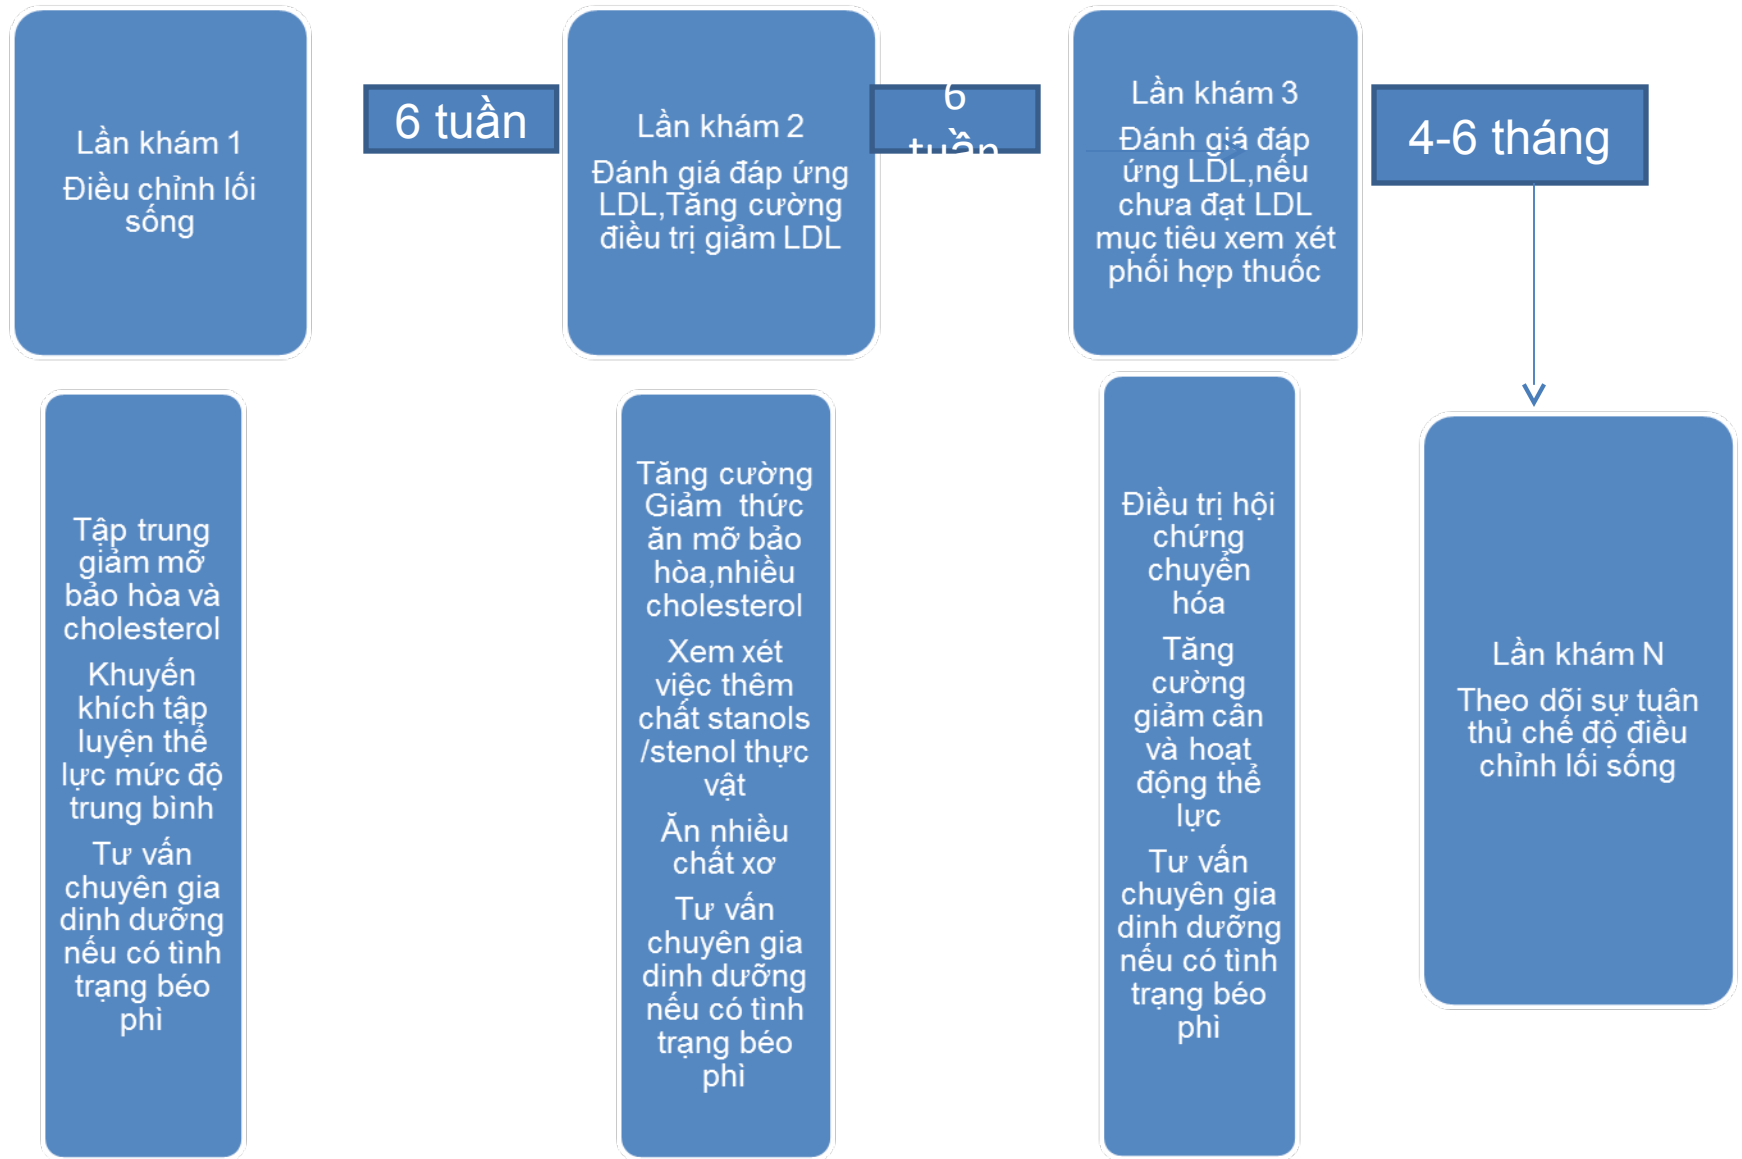 Lần khám 1
Điều chỉnh lối
sống
6 tuần
Lần khám 2
Đánh giá đáp ứng
LDL,Tăng cường
điều trị giảm LDL
6
tuần
Lần khám 3
Đánh giá đáp
ứng LDL,nếu
chưa đạt LDL
mục tiêu xem xét
phối hợp thuốc
4-6 tháng
Tập trung
giảm mỡ
bảo hòa và
cholesterol
Khuyến
khích tập
luyện thể
lực mức độ
trung bình
Tư vấn
chuyên gia
dinh dưỡng
nếu có tình
trạng béo
phì
Tăng cường
Giảm thức
ăn mỡ bảo
hòa,nhiều
cholesterol
Xem xét
việc thêm
chất stanols
/stenol thực
vật
Ăn nhiều
chất xơ
Tư vấn
chuyên gia
dinh dưỡng
nếu có tình
trạng béo
phì
Điều trị hội
chứng
chuyển
hóa
Tăng
cường
giảm cân
và hoạt
động thể
lực
Tư vấn
chuyên gia
dinh dưỡng
nếu có tình
trạng béo
phì
Lần khám N
Theo dõi sự tuân
thủ chế độ điều
chỉnh lối sống